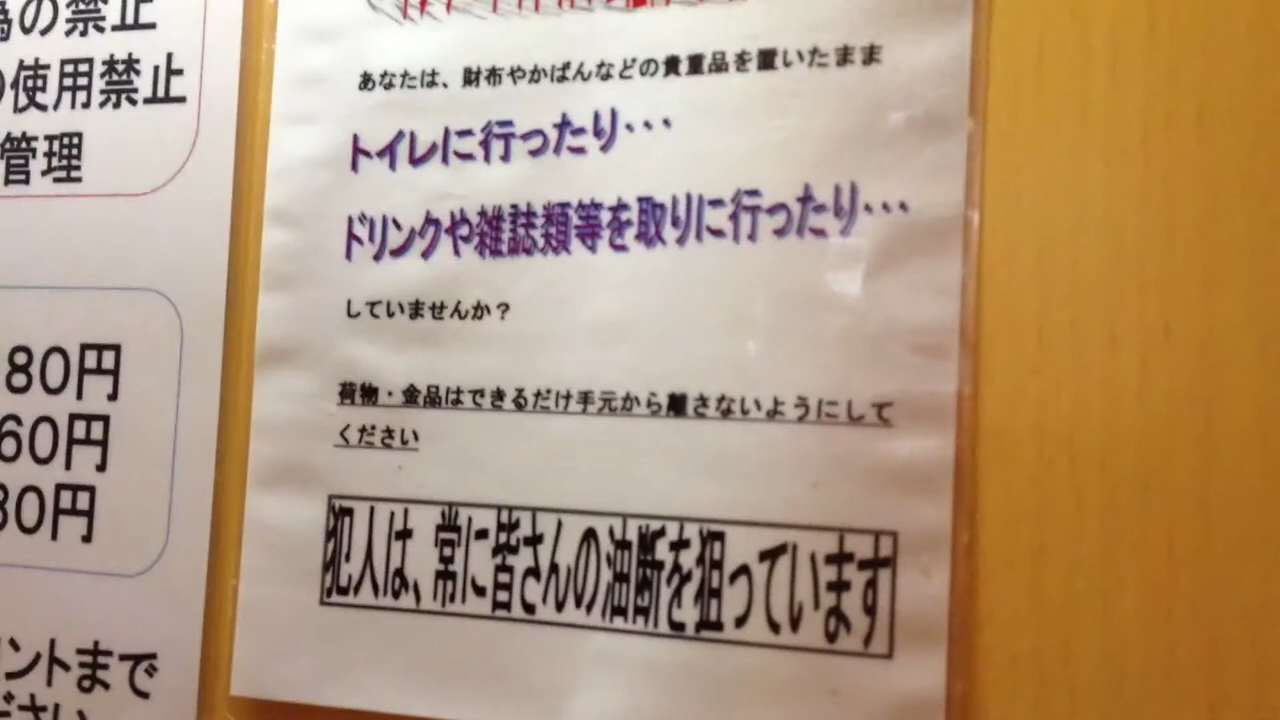 の禁止
の使用禁止
管理
80円
60円
80円
ントまで
ださい
あなたは、財布やかばんなどの貴重品を置いたまま
トイレに行ったり・・・
ドリンクや雑誌類等を取りに行ったり・・・
していませんか？
荷物・金品はできるだけ手元から離さないようにして
ください
犯人は、常に皆さんの油断を狙っています